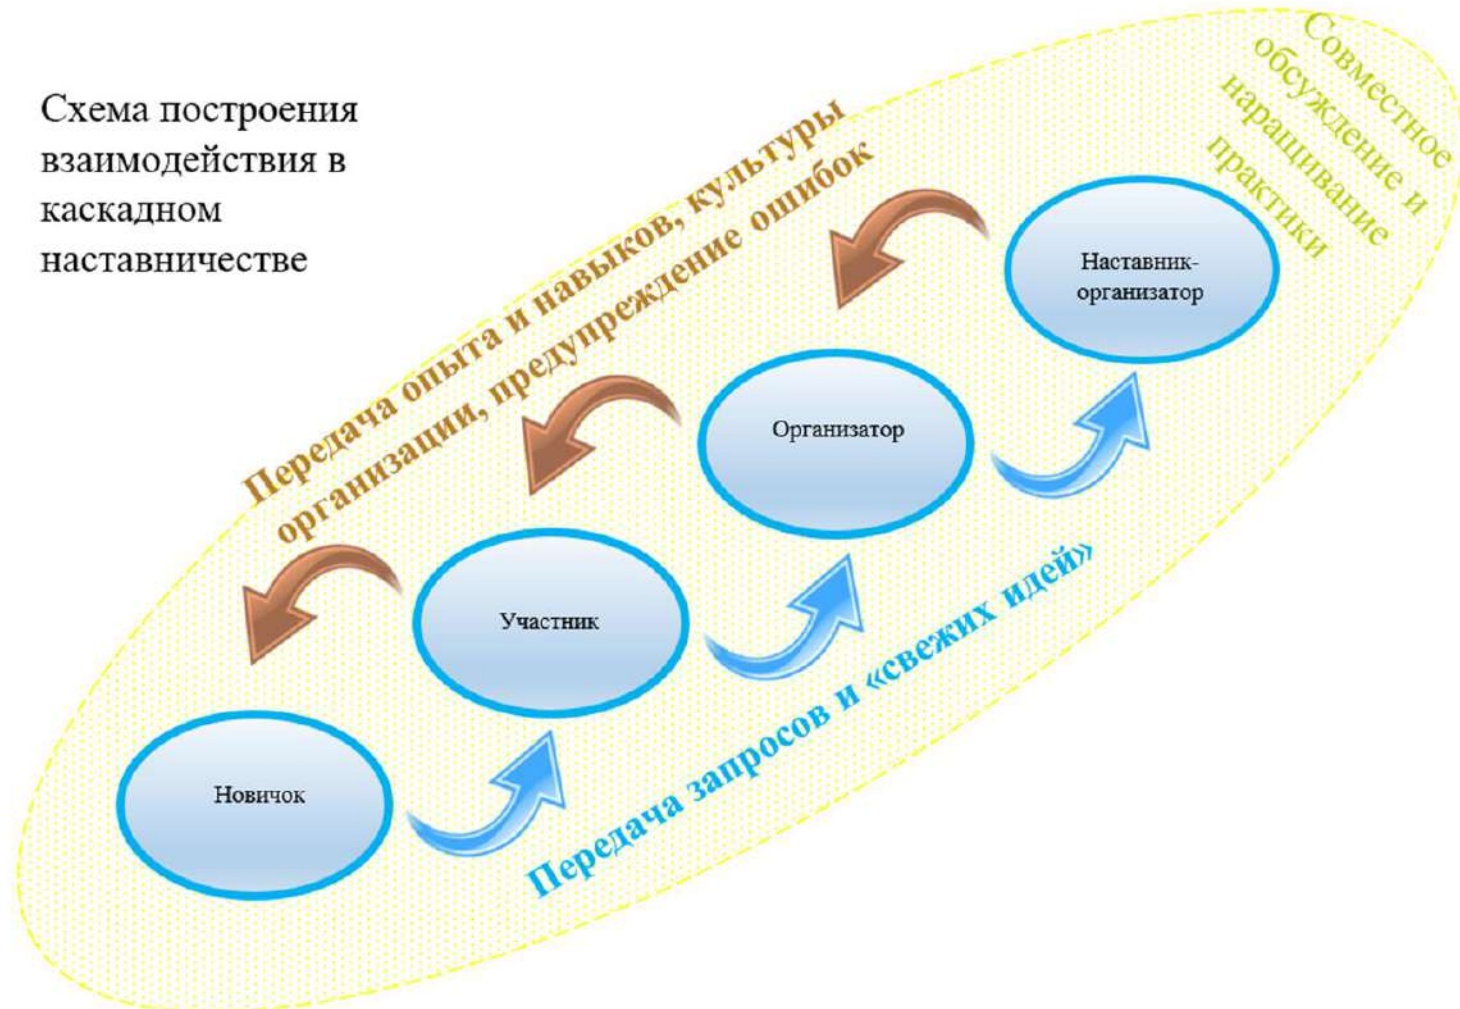 Схема построения
взаимодействия в
каскадном
наставничестве
Совместное
обсуждение и
наращивание
практики
Передача опыта и навыков, культуры
организации, предупреждение ошибок
Наставник-
организатор
Организатор
Участник
Новичок
Передача запросов и «свежих идей»